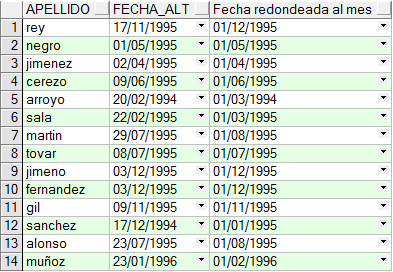 APELLIDO FECHA_ALT Fecha redondeada al mes
1 rey 17/11/1995 01/12/1995
2 negro 01/05/1995 01/05/1995
3 jimenez 02/04/1995 01/04/1995
4 cerezo 09/06/1995 01/06/1995
5 arroyo 20/02/1994 01/03/1994
6 sala 22/02/1995 01/03/1995
7 martin 29/07/1995 01/08/1995
8 tovar 08/07/1995 01/07/1995
9 jimeno 03/12/1995 01/12/1995
10 fernandez 03/12/1995 01/12/1995
11 gil 09/11/1995 01/11/1995
12 sanchez 17/12/1994 01/01/1995
13 alonso 23/07/1995 01/08/1995
14 muñoz 23/01/1996 01/02/1996